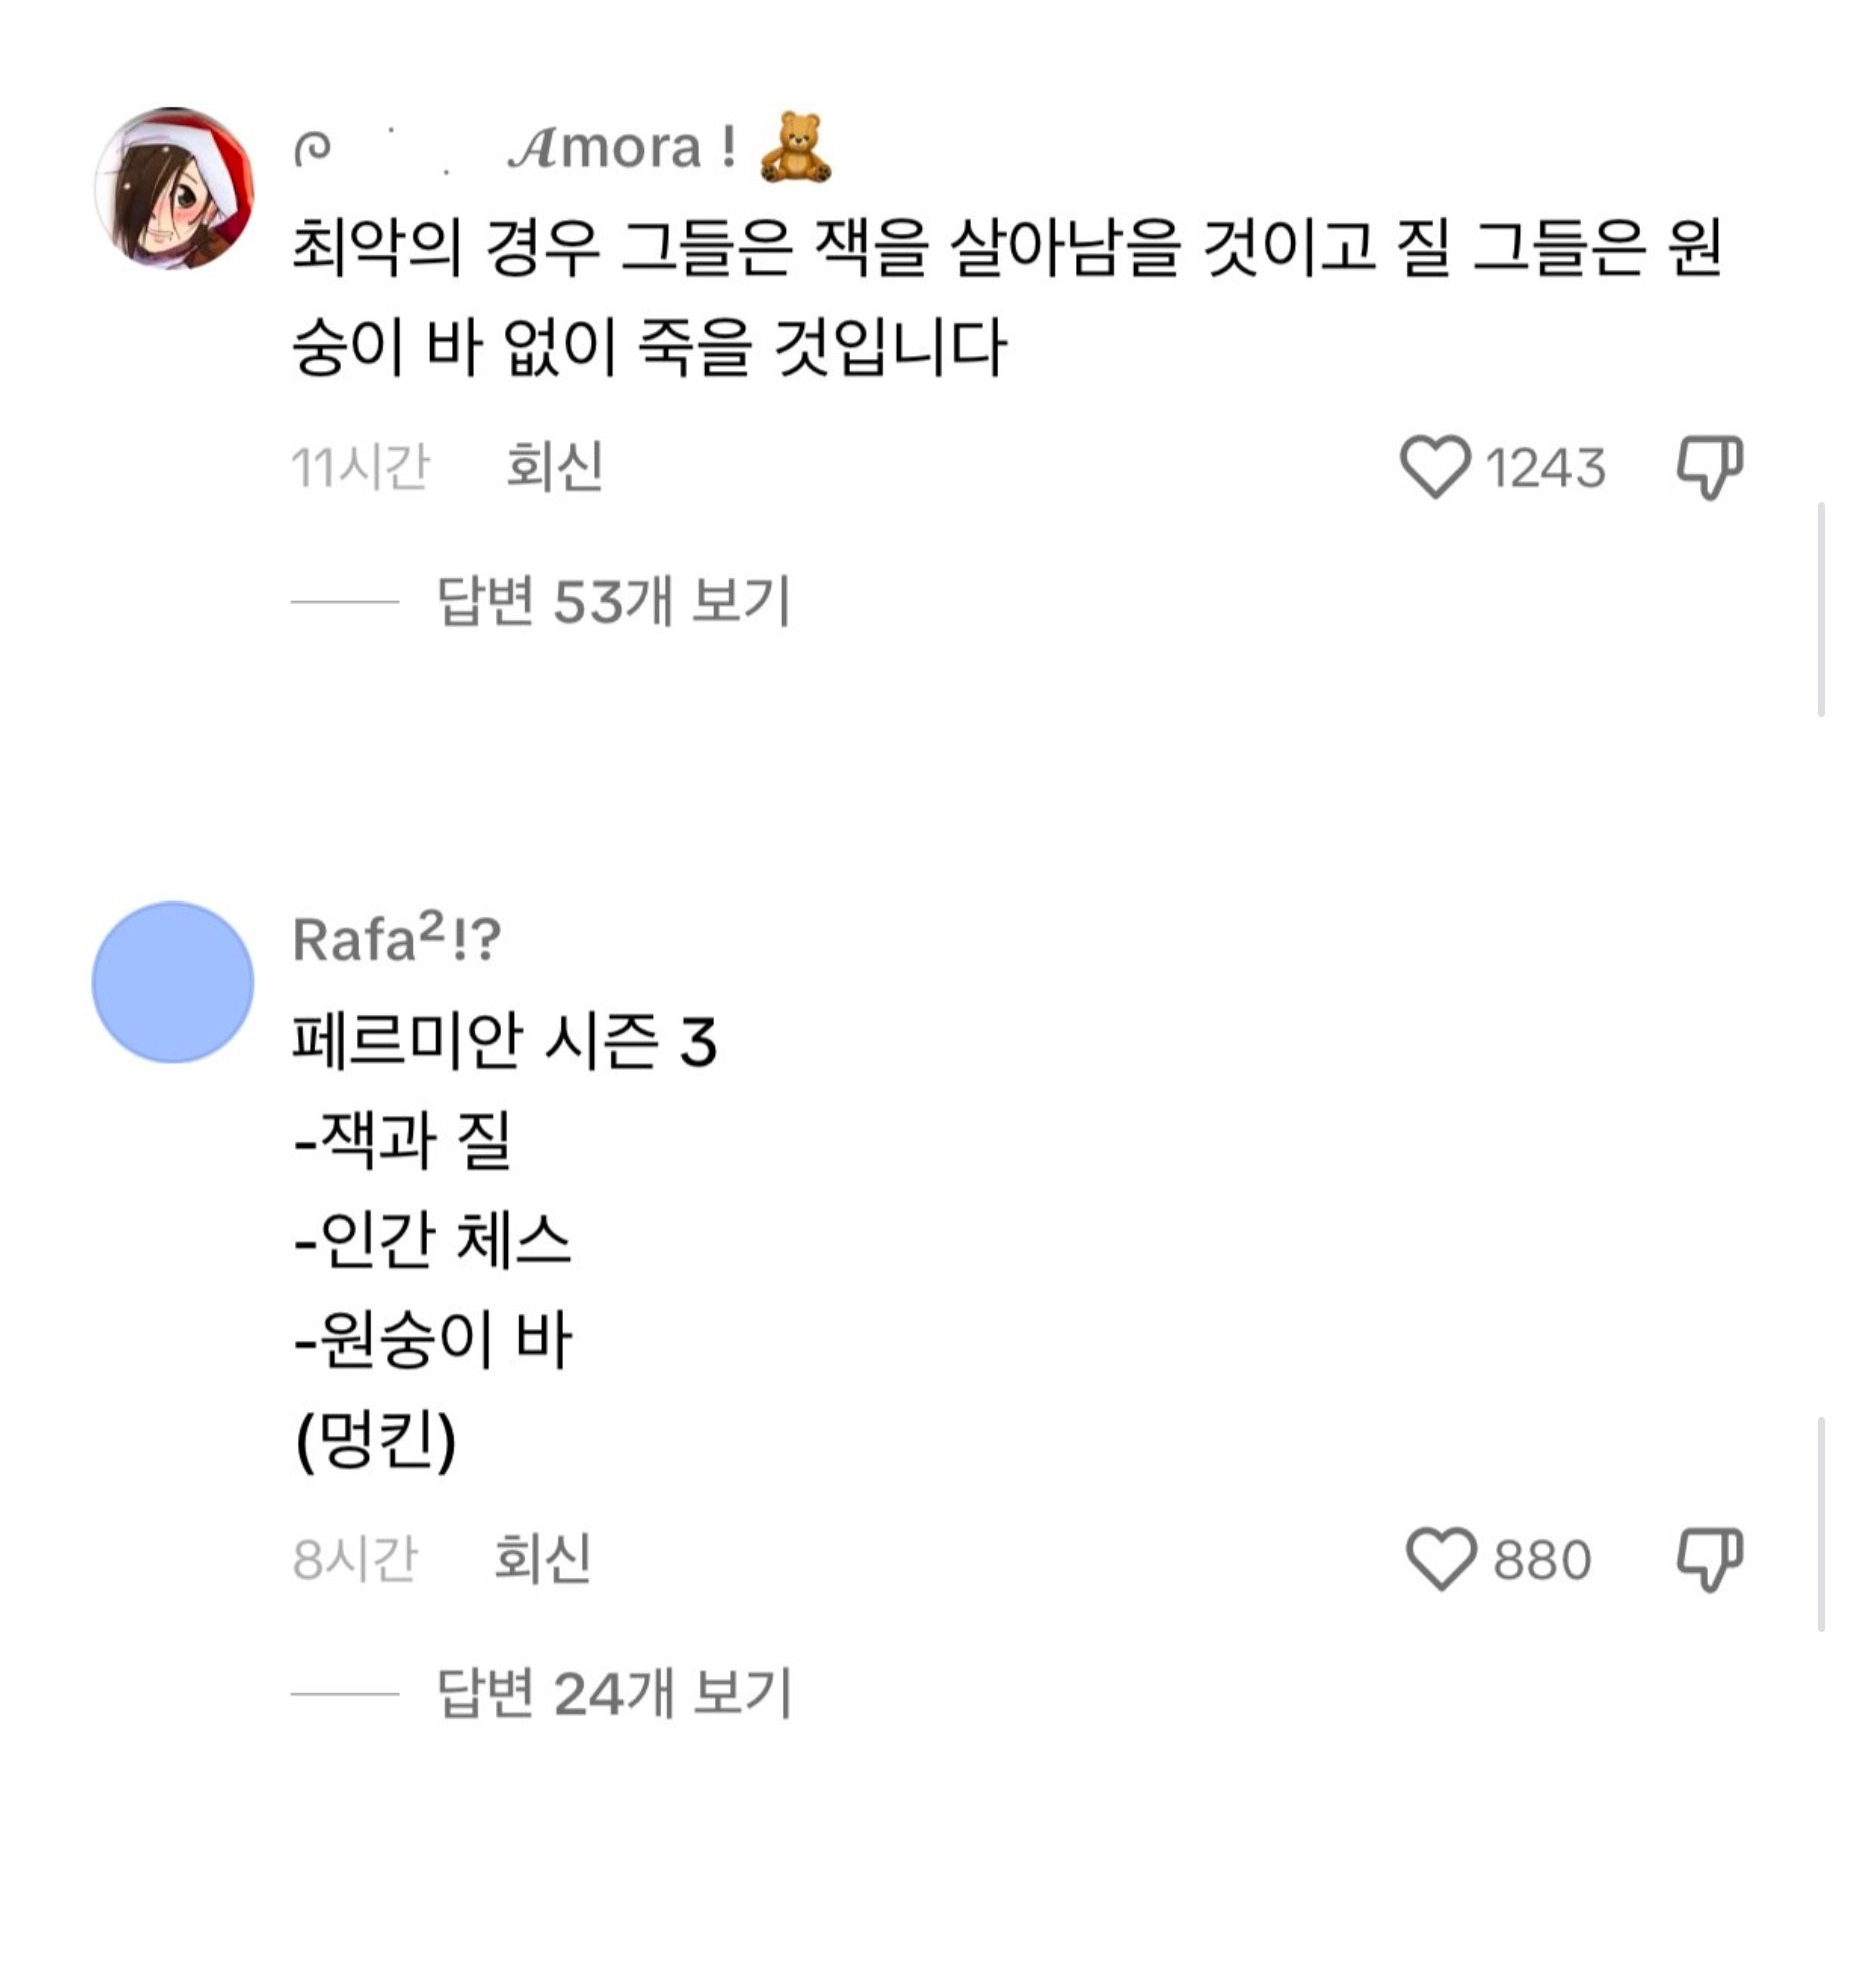 ᖘ ˙ . 𝓐mora ! 🧸
최악의 경우 그들은 잭을 살아남을 것이고 질 그들은 원
숭이 바 없이 죽을 것입니다
11시간 회신 1243
답변 53개 보기
Rafa²!?
페르미안 시즌 3
-잭과 질
-인간 체스
-원숭이 바
(멍킨)
8시간 회신 880
답변 24개 보기